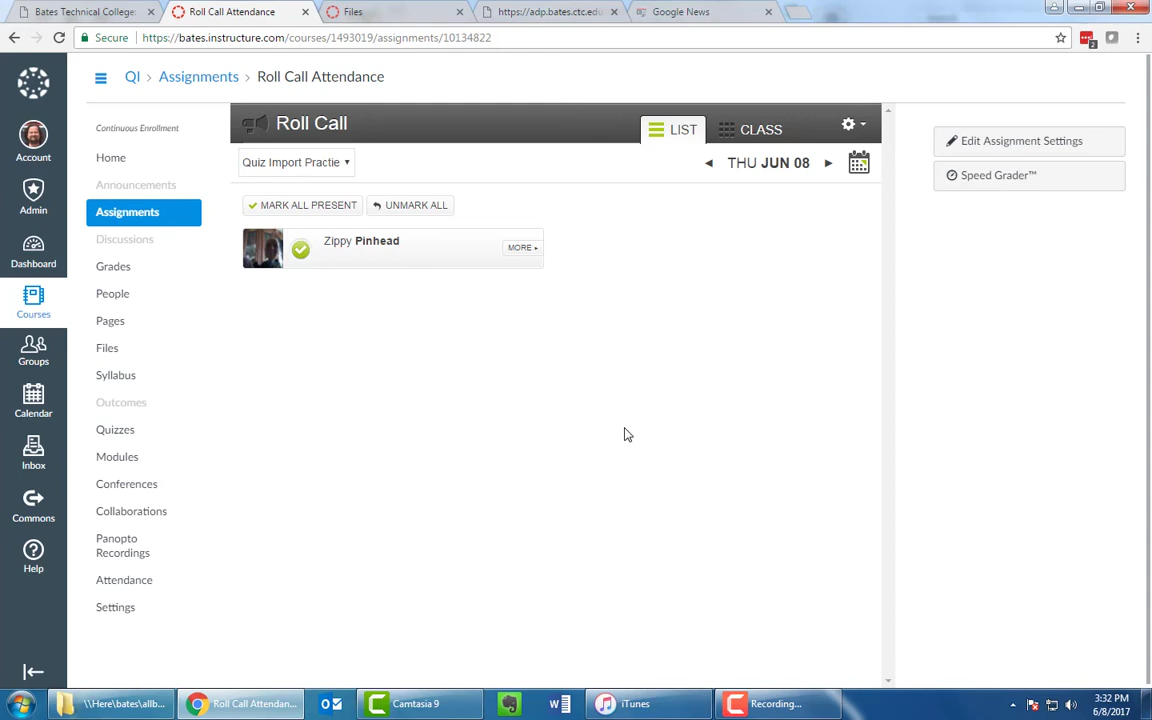 Bates Technical College:
Roll Call Attendance
Files
https://adp.bates.ctc.edu
Google News
Secure
https://bates.instructure.com/courses/1493019/assignments/10134822
2
QI > Assignments > Roll Call Attendance
Account
Admin
Dashboard
Courses
Groups
Calendar
Inbox
Commons
Help
Continuous Enrollment
Home
Announcements
Assignments
Discussions
Grades
People
Pages
Files
Syllabus
Outcomes
Quizzes
Modules
Conferences
Collaborations
Panopto
Recordings
Attendance
Settings
Roll Call
LIST
CLASS
Quiz Import Practie
THU JUN 08
MARK ALL PRESENT
UNMARK ALL
Zippy Pinhead
MORE
Edit Assignment Settings
Speed Grader™
\\Here\bates\allb...
Roll Call Attendan...
Camtasia 9
iTunes
Recording...
3:32 PM
6/8/2017